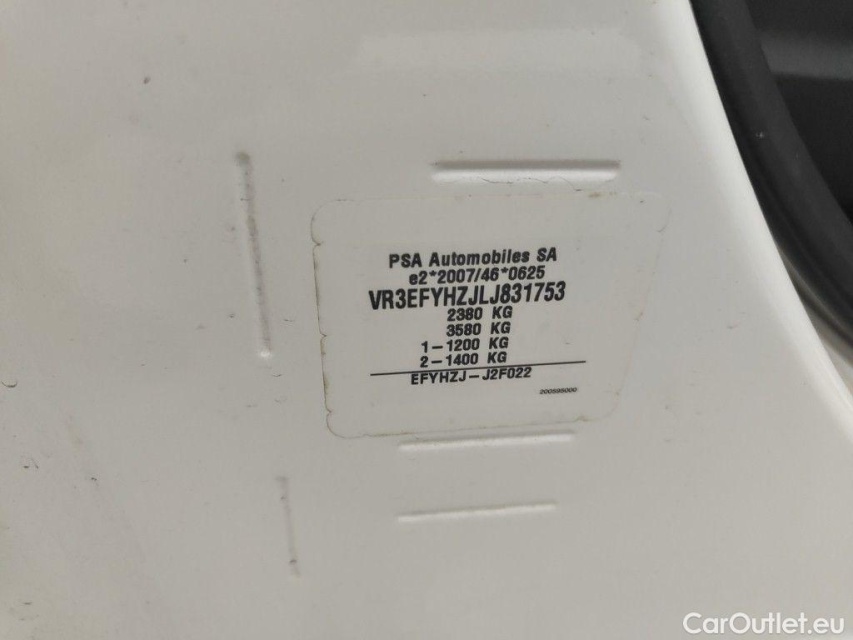 PSA Automobiles SA
e2*2007/46*0625
VR3EFYHZJLJ831753
2380 KG
3580 KG
1-1200 KG
2-1400 KG
EFYHZJ-J2F022
CarOutlet.eu